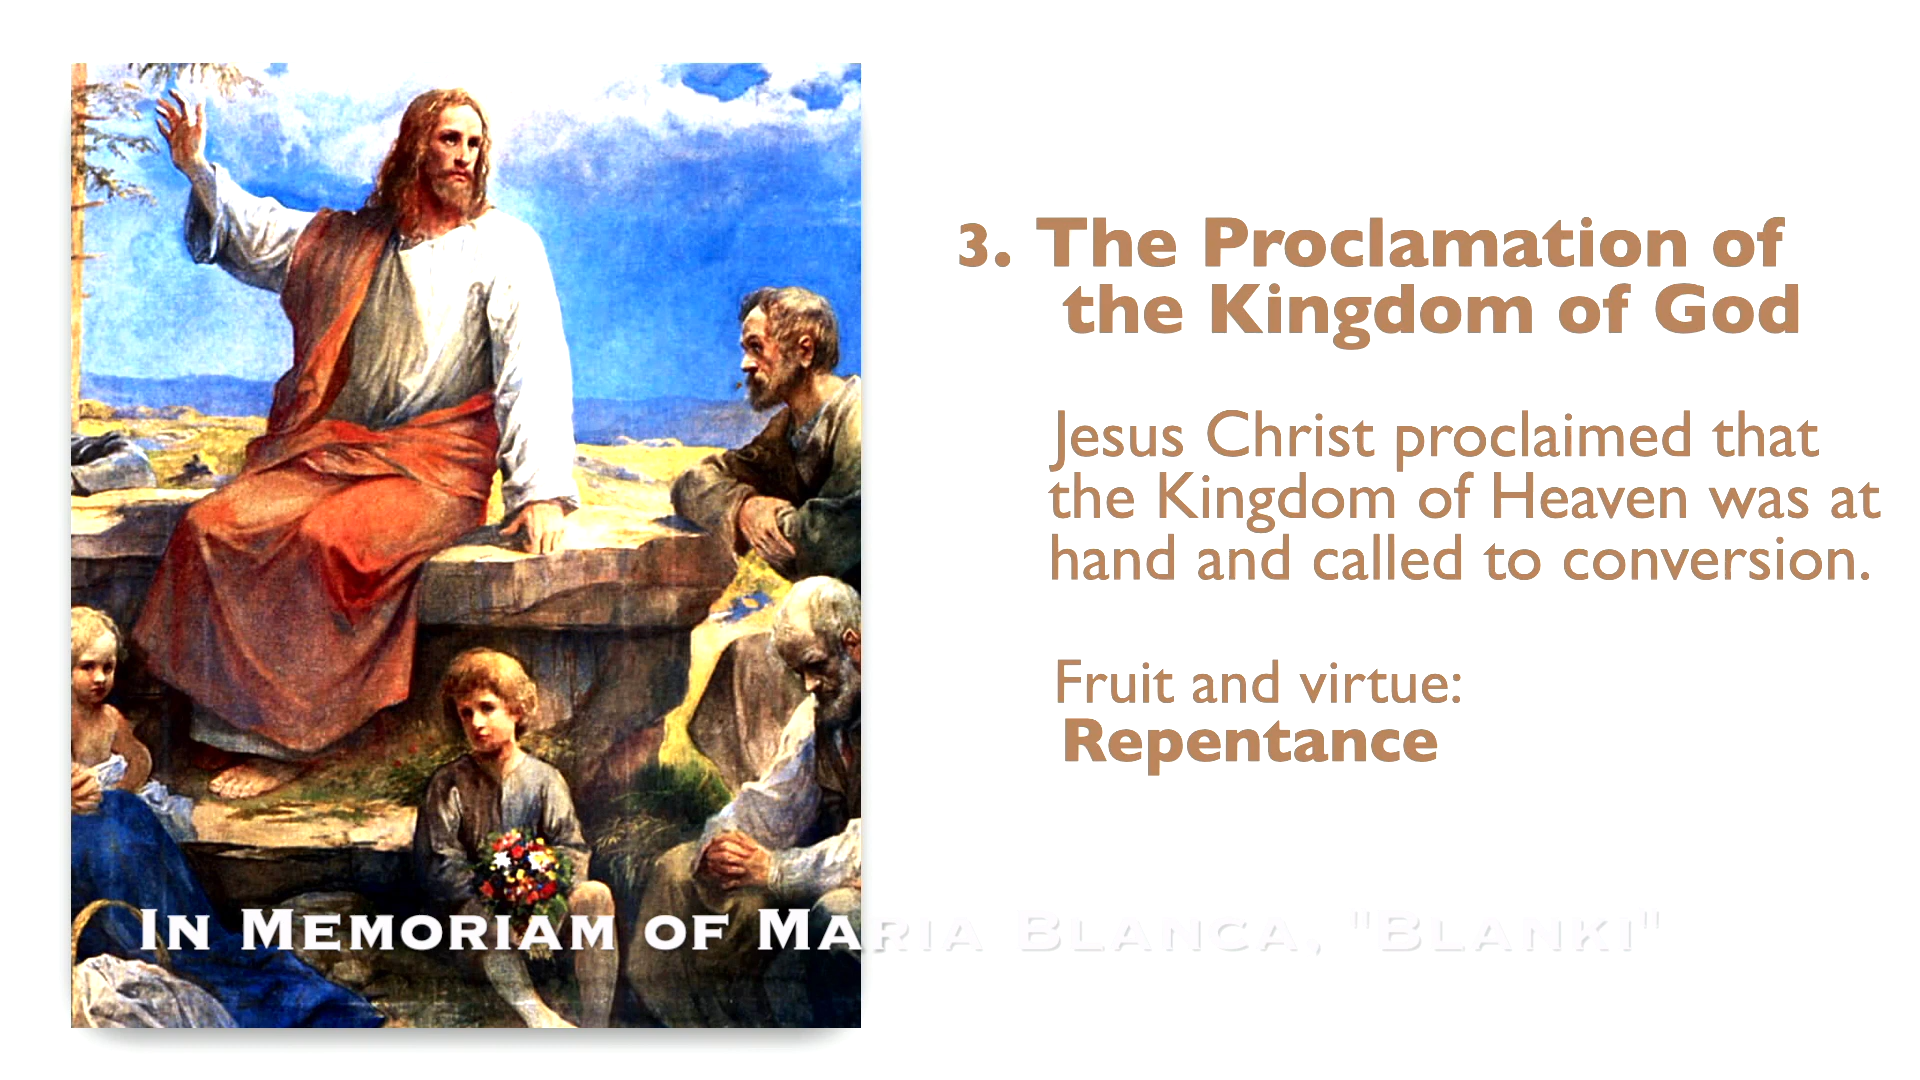 3. The Proclamation of
the Kingdom of God
Jesus Christ proclaimed that
the Kingdom of Heaven was at
hand and called to conversion.
Fruit and virtue:
Repentance
In Memoriam of Maria Blanca, "Blanki"